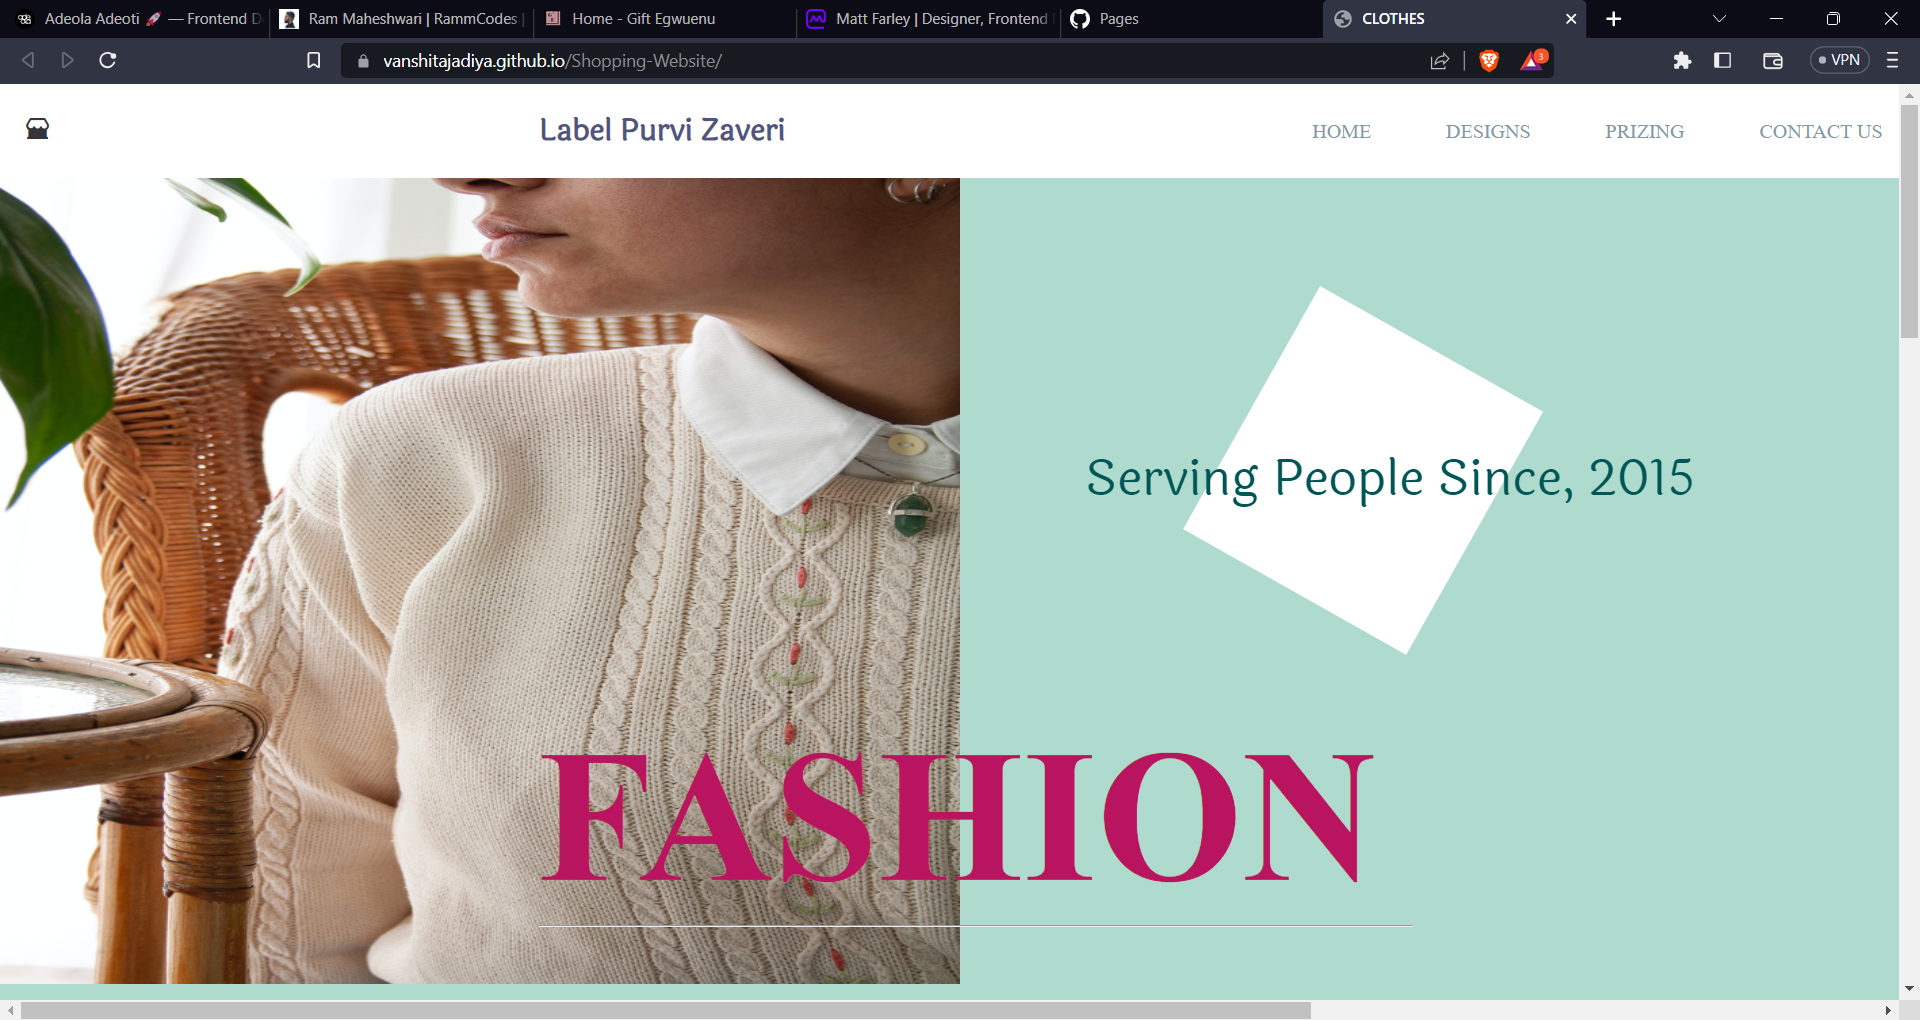 Adeola Adeoti 🚀 — Frontend D
Ram Maheshwari | RammCodes |
Home - Gift Egwuenu
Matt Farley | Designer, Frontend
Pages
CLOTHES
vanshitajadiya.github.io/Shopping-Website/
3
VPN
Label Purvi Zaveri
HOME
DESIGNS
PRIZING
CONTACT US
Serving People Since, 2015
FASHION